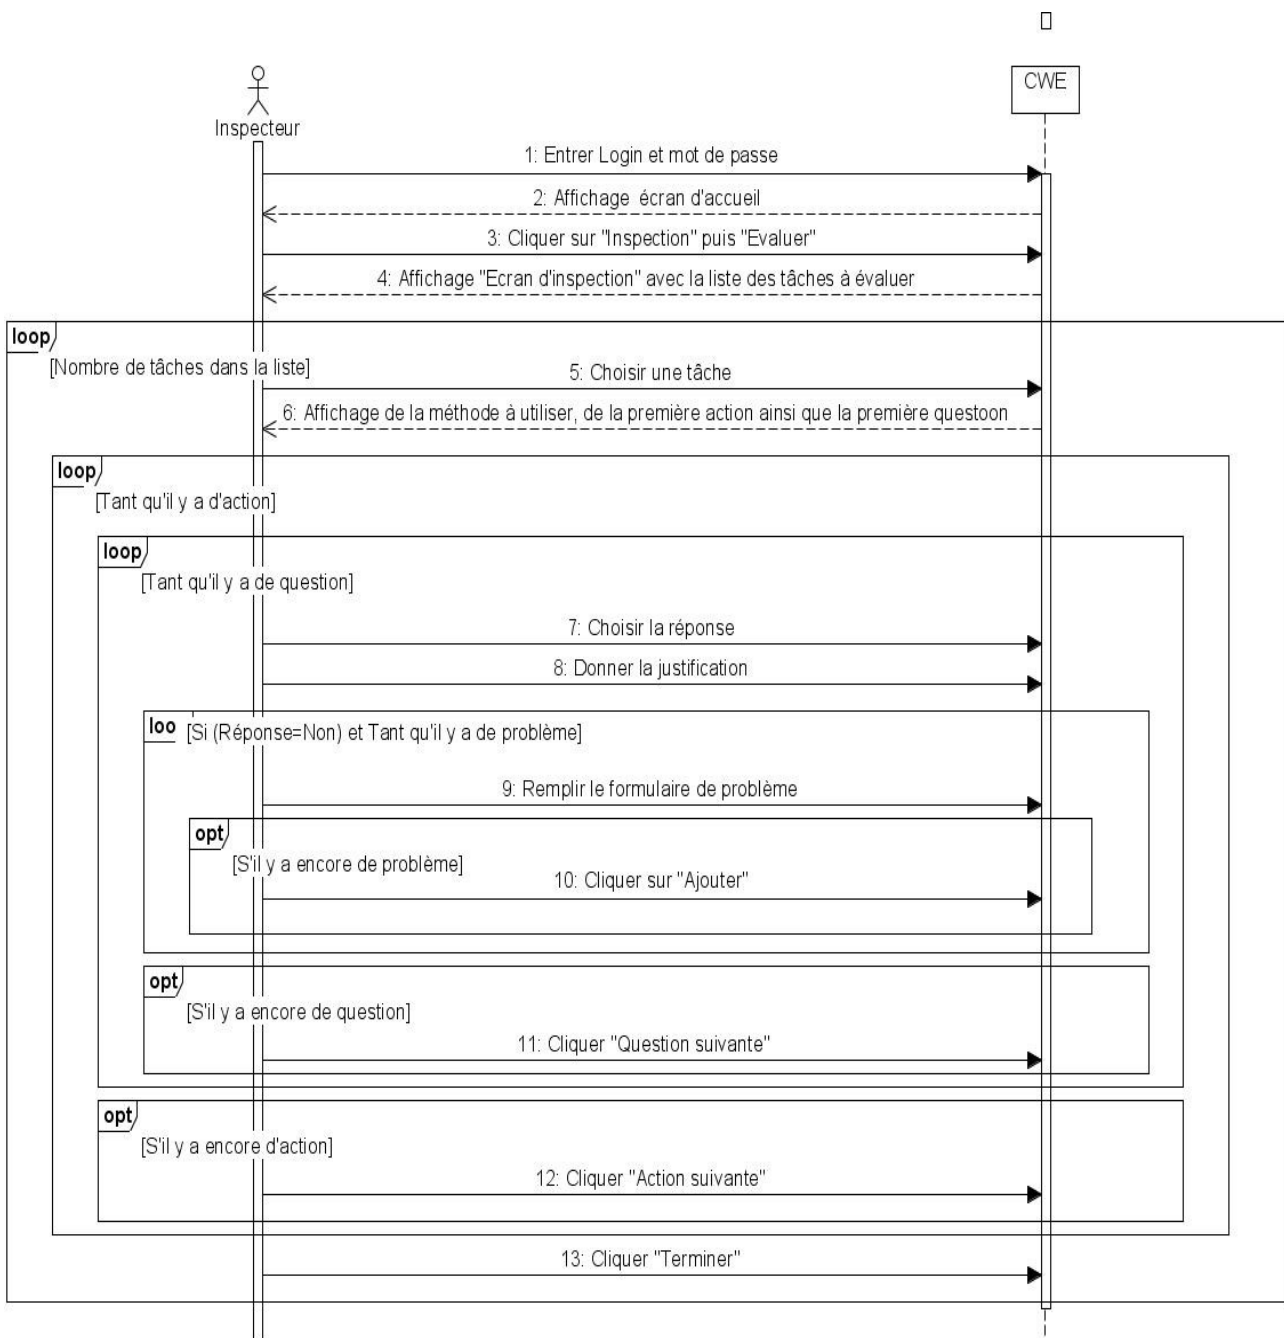 CWE
Inspecteur
1: Entrer Login et mot de passe
2: Affichage écran d'accueil
3: Cliquer sur "Inspection" puis "Evaluer"
4: Affichage "Ecran d'inspection" avec la liste des tâches à évaluer
loop
[Nombre de tâches dans la liste]
5: Choisir une tâche
6: Affichage de la méthode à utiliser, de la première action ainsi que la première questoon
loop
[Tant qu'il y a d'action]
loop
[Tant qu'il y a de question]
7: Choisir la réponse
8: Donner la justification
loo
[Si (Réponse=Non) et Tant qu'il y a de problème]
9: Remplir le formulaire de problème
opt
[S'il y a encore de problème]
10: Cliquer sur "Ajouter"
opt
[S'il y a encore de question]
11: Cliquer "Question suivante"
opt
[S'il y a encore d'action]
12: Cliquer "Action suivante"
13: Cliquer "Terminer"